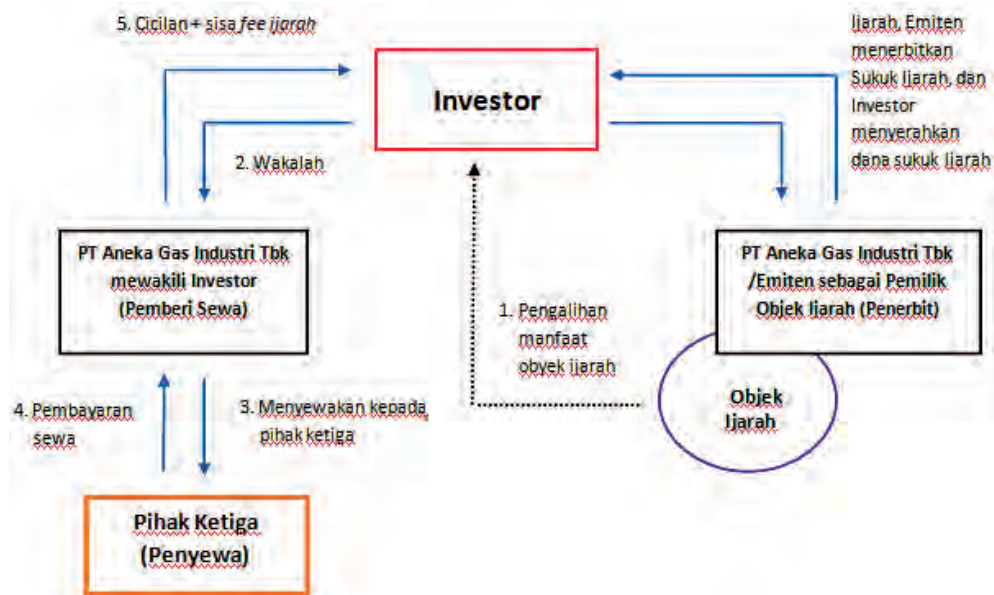 5. Cicilan + sisa fee ijarah
Ijarah, Emiten
menerbitkan
Sukuk Ijarah, dan
Investor
menyerahkan
dana sukuk Ijarah
Investor
2. Wakalah
PT Aneka Gas Industri Tbk
mewakili Investor
(Pemberi Sewa)
PT Aneka Gas Industri Tbk
/Emiten sebagai Pemilik
Objek Ijarah (Penerbit)
1. Pengalihan
manfaat
obyek ijarah
Objek
Ijarah
4. Pembayaran
sewa
3. Menyewakan kepada
pihak ketiga
Pihak Ketiga
(Penyewa)